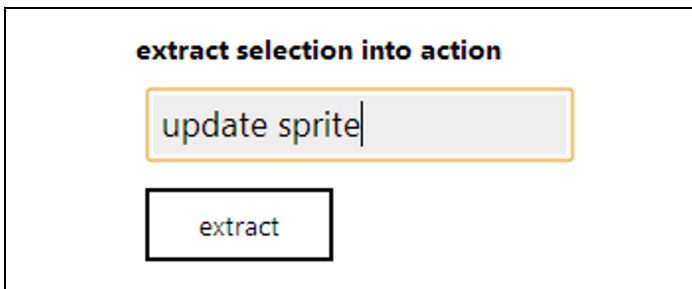 extract selection into action
update sprite
extract